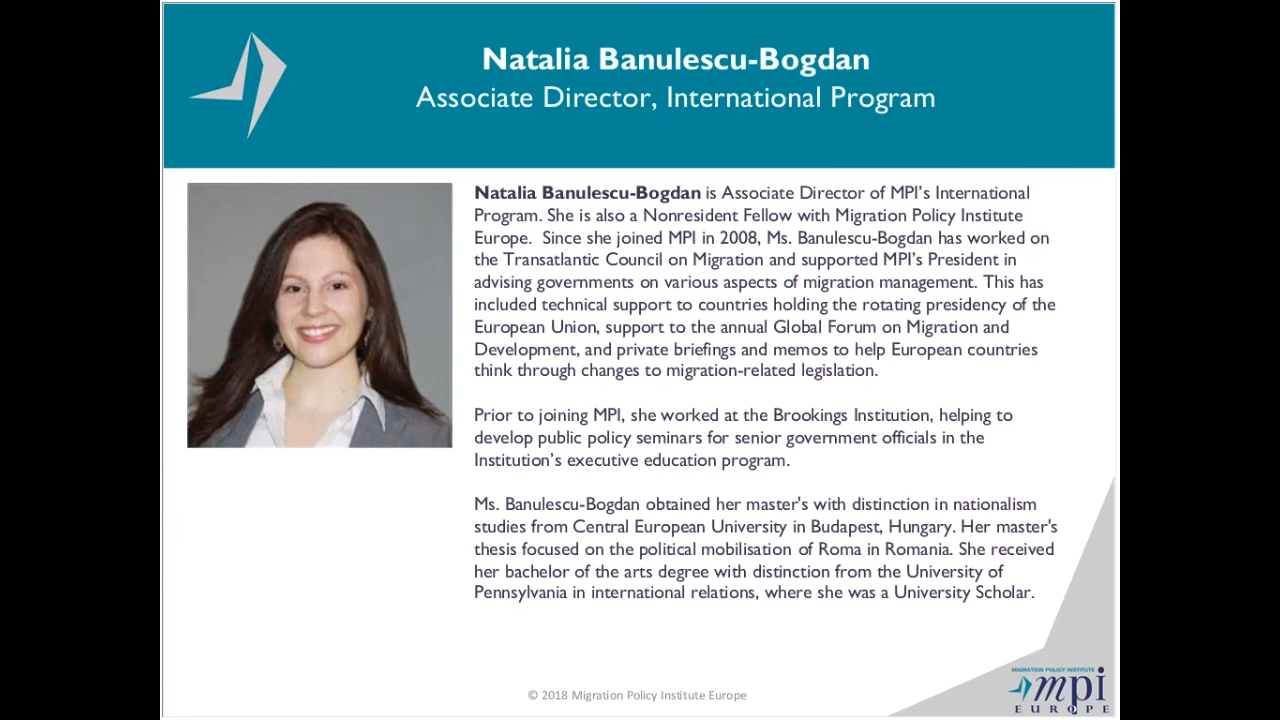 Natalia Banulescu-Bogdan
Associate Director, International Program
Natalia Banulescu-Bogdan is Associate Director of MPI’s International
Program. She is also a Nonresident Fellow with Migration Policy Institute
Europe.  Since she joined MPI in 2008, Ms. Banulescu-Bogdan has worked on
the Transatlantic Council on Migration and supported MPI’s President in
advising governments on various aspects of migration management. This has
included technical support to countries holding the rotating presidency of the
European Union, support to the annual Global Forum on Migration and
Development, and private briefings and memos to help European countries
think through changes to migration-related legislation.
Prior to joining MPI, she worked at the Brookings Institution, helping to
develop public policy seminars for senior government officials in the
Institution’s executive education program.
Ms. Banulescu-Bogdan obtained her master's with distinction in nationalism
studies from Central European University in Budapest, Hungary. Her master's
thesis focused on the political mobilisation of Roma in Romania. She received
her bachelor of the arts degree with distinction from the University of
Pennsylvania in international relations, where she was a University Scholar.
MIGRATION POLICY INSTITUTE
mpi
EUROPE
© 2018 Migration Policy Institute Europe